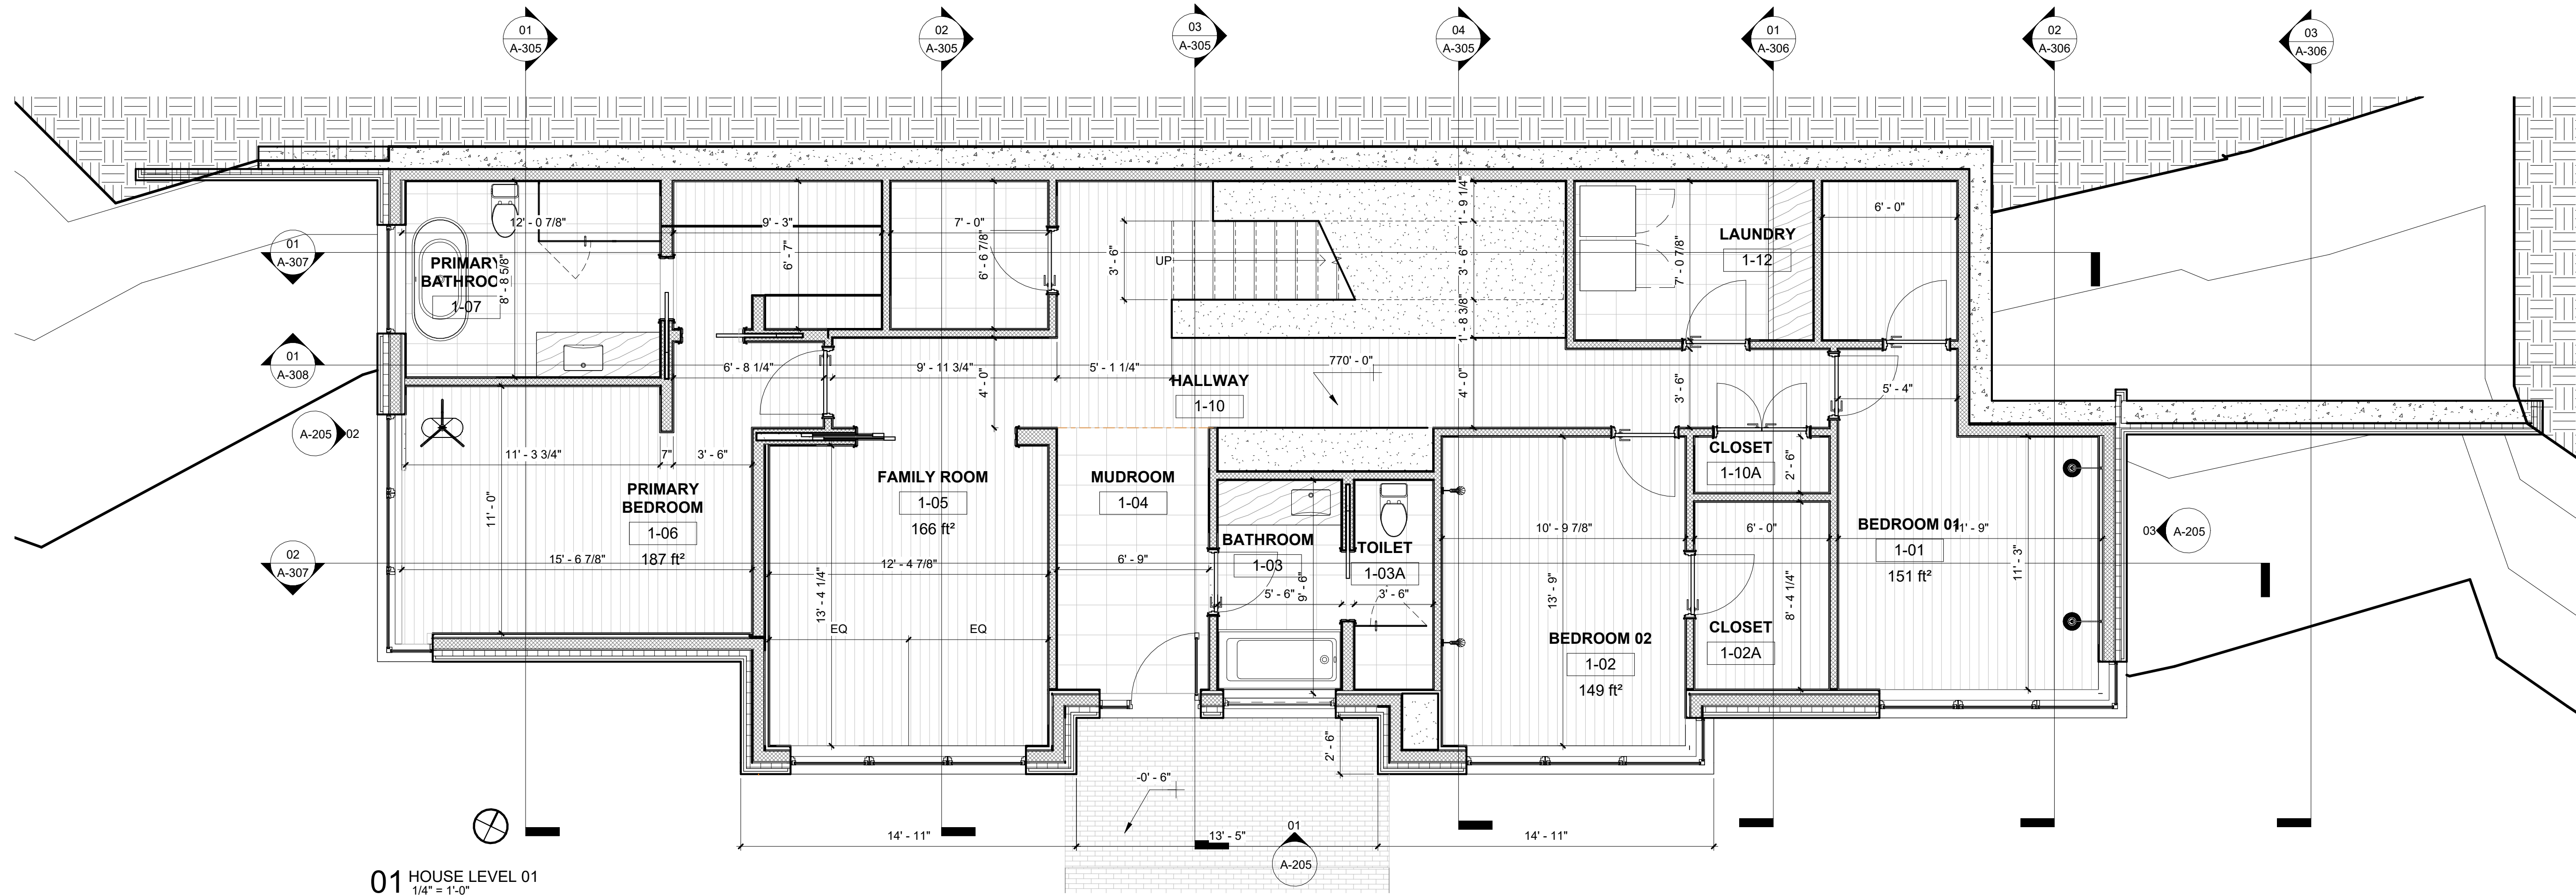 01
A-305
02
A-305
03
A-305
04
A-305
01
A-306
02
A-306
03
A-306
12' - 0 7/8"
9' - 3"
7' - 0"
6' - 0"
1' - 9 1/4"
6' - 7"
6' - 6 7/8"
3' - 6"
3' - 6"
7' - 0 7/8"
LAUNDRY
1-12
UP
01
A-307
PRIMARY
BATHROO
8' - 8 5/8"
1-07
1' - 8 3/8"
01
A-308
6' - 8 1/4"
9' - 11 3/4"
5' - 1 1/4"
770' - 0"
4' - 0"
HALLWAY
1-10
4' - 0"
3' - 6"
5' - 4"
A-205
02
11' - 3 3/4"
7"
3' - 6"
11' - 0"
PRIMARY
BEDROOM
1-06
187 ft²
15' - 6 7/8"
FAMILY ROOM
1-05
166 ft²
12' - 4 7/8"
13' - 4 1/4"
EQ
EQ
MUDROOM
1-04
6' - 9"
BATHROOM
1-03
5' - 6"
9' - 6"
TOILET
1-03A
3' - 6"
10' - 9 7/8"
13' - 9"
BEDROOM 02
1-02
149 ft²
CLOSET
1-10A
2' - 6"
6' - 0"
8' - 4 1/4"
CLOSET
1-02A
BEDROOM 01
11' - 9"
1-01
151 ft²
11' - 3"
03
A-205
02
A-307
2' - 6"
-0' - 6"
14' - 11"
13' - 5"
14' - 11"
01
A-205
01
HOUSE LEVEL 01
1/4" = 1'-0"